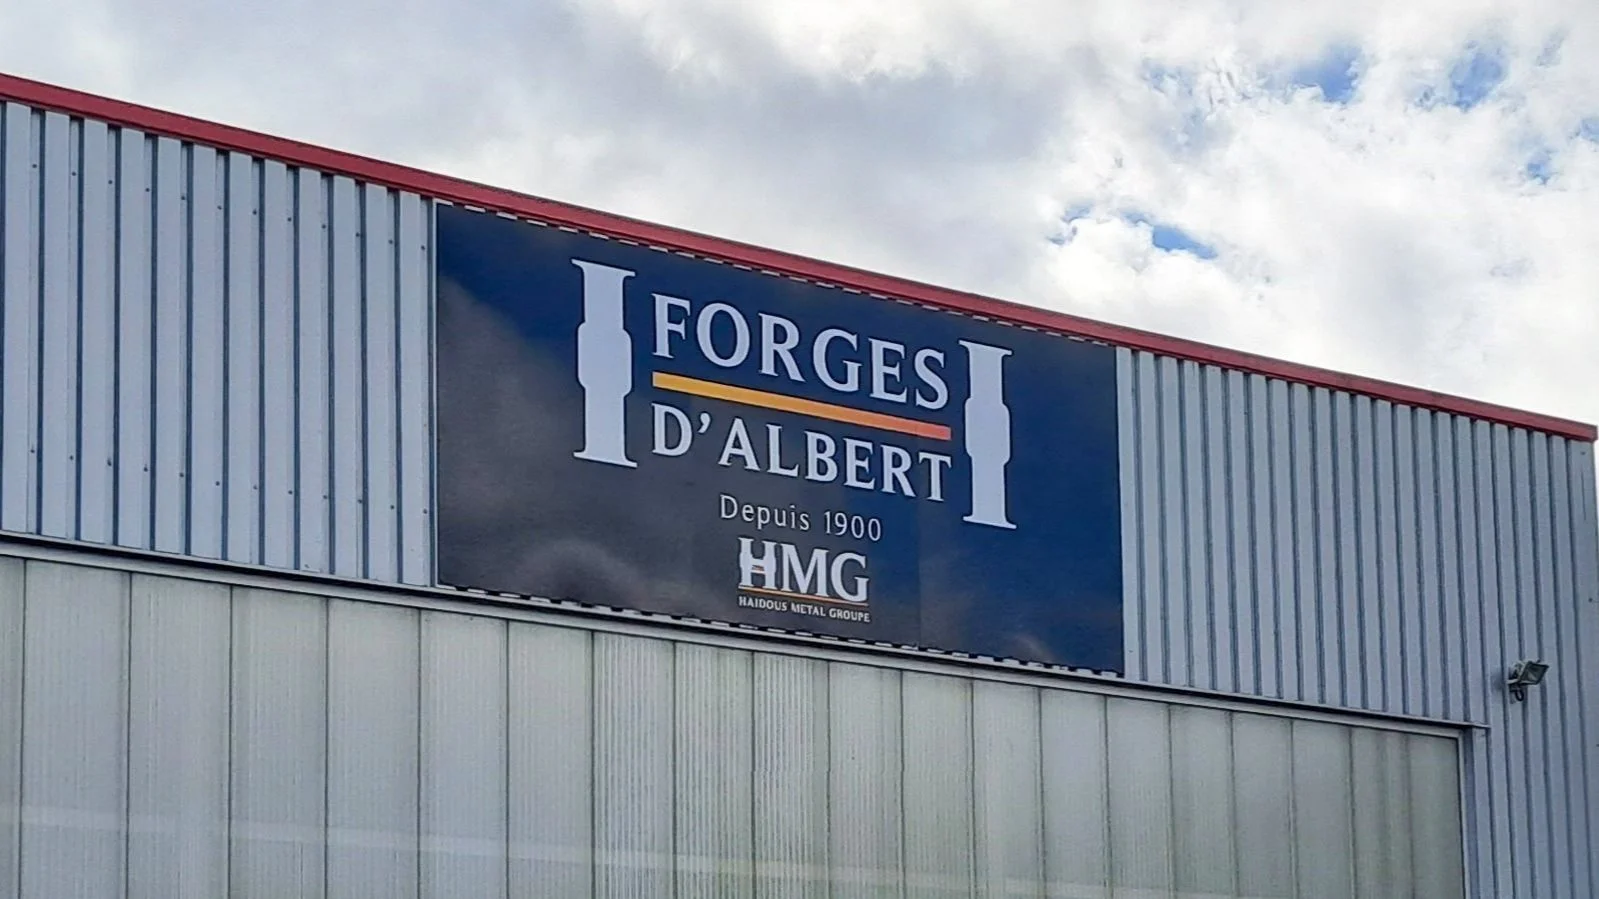 FORGES
D'ALBERT
Depuis 1900
HMG
HAIDOUS METAL GROUPE